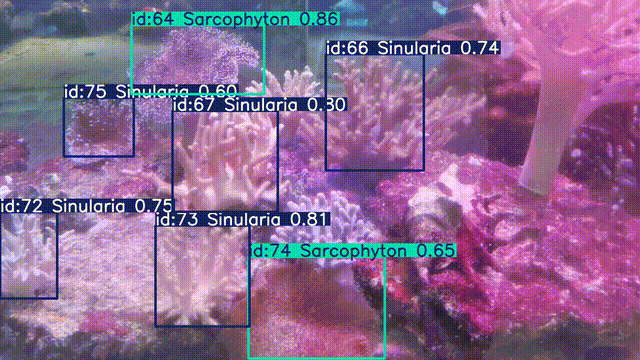 id:64 Sarcophyton 0.86
id:66 Sinularia 0.74
id:75 Sinularia 0.60
id:67 Sinularia 0.80
id:72 Sinularia 0.75
id:73 Sinularia 0.81
id:74 Sarcophyton 0.65